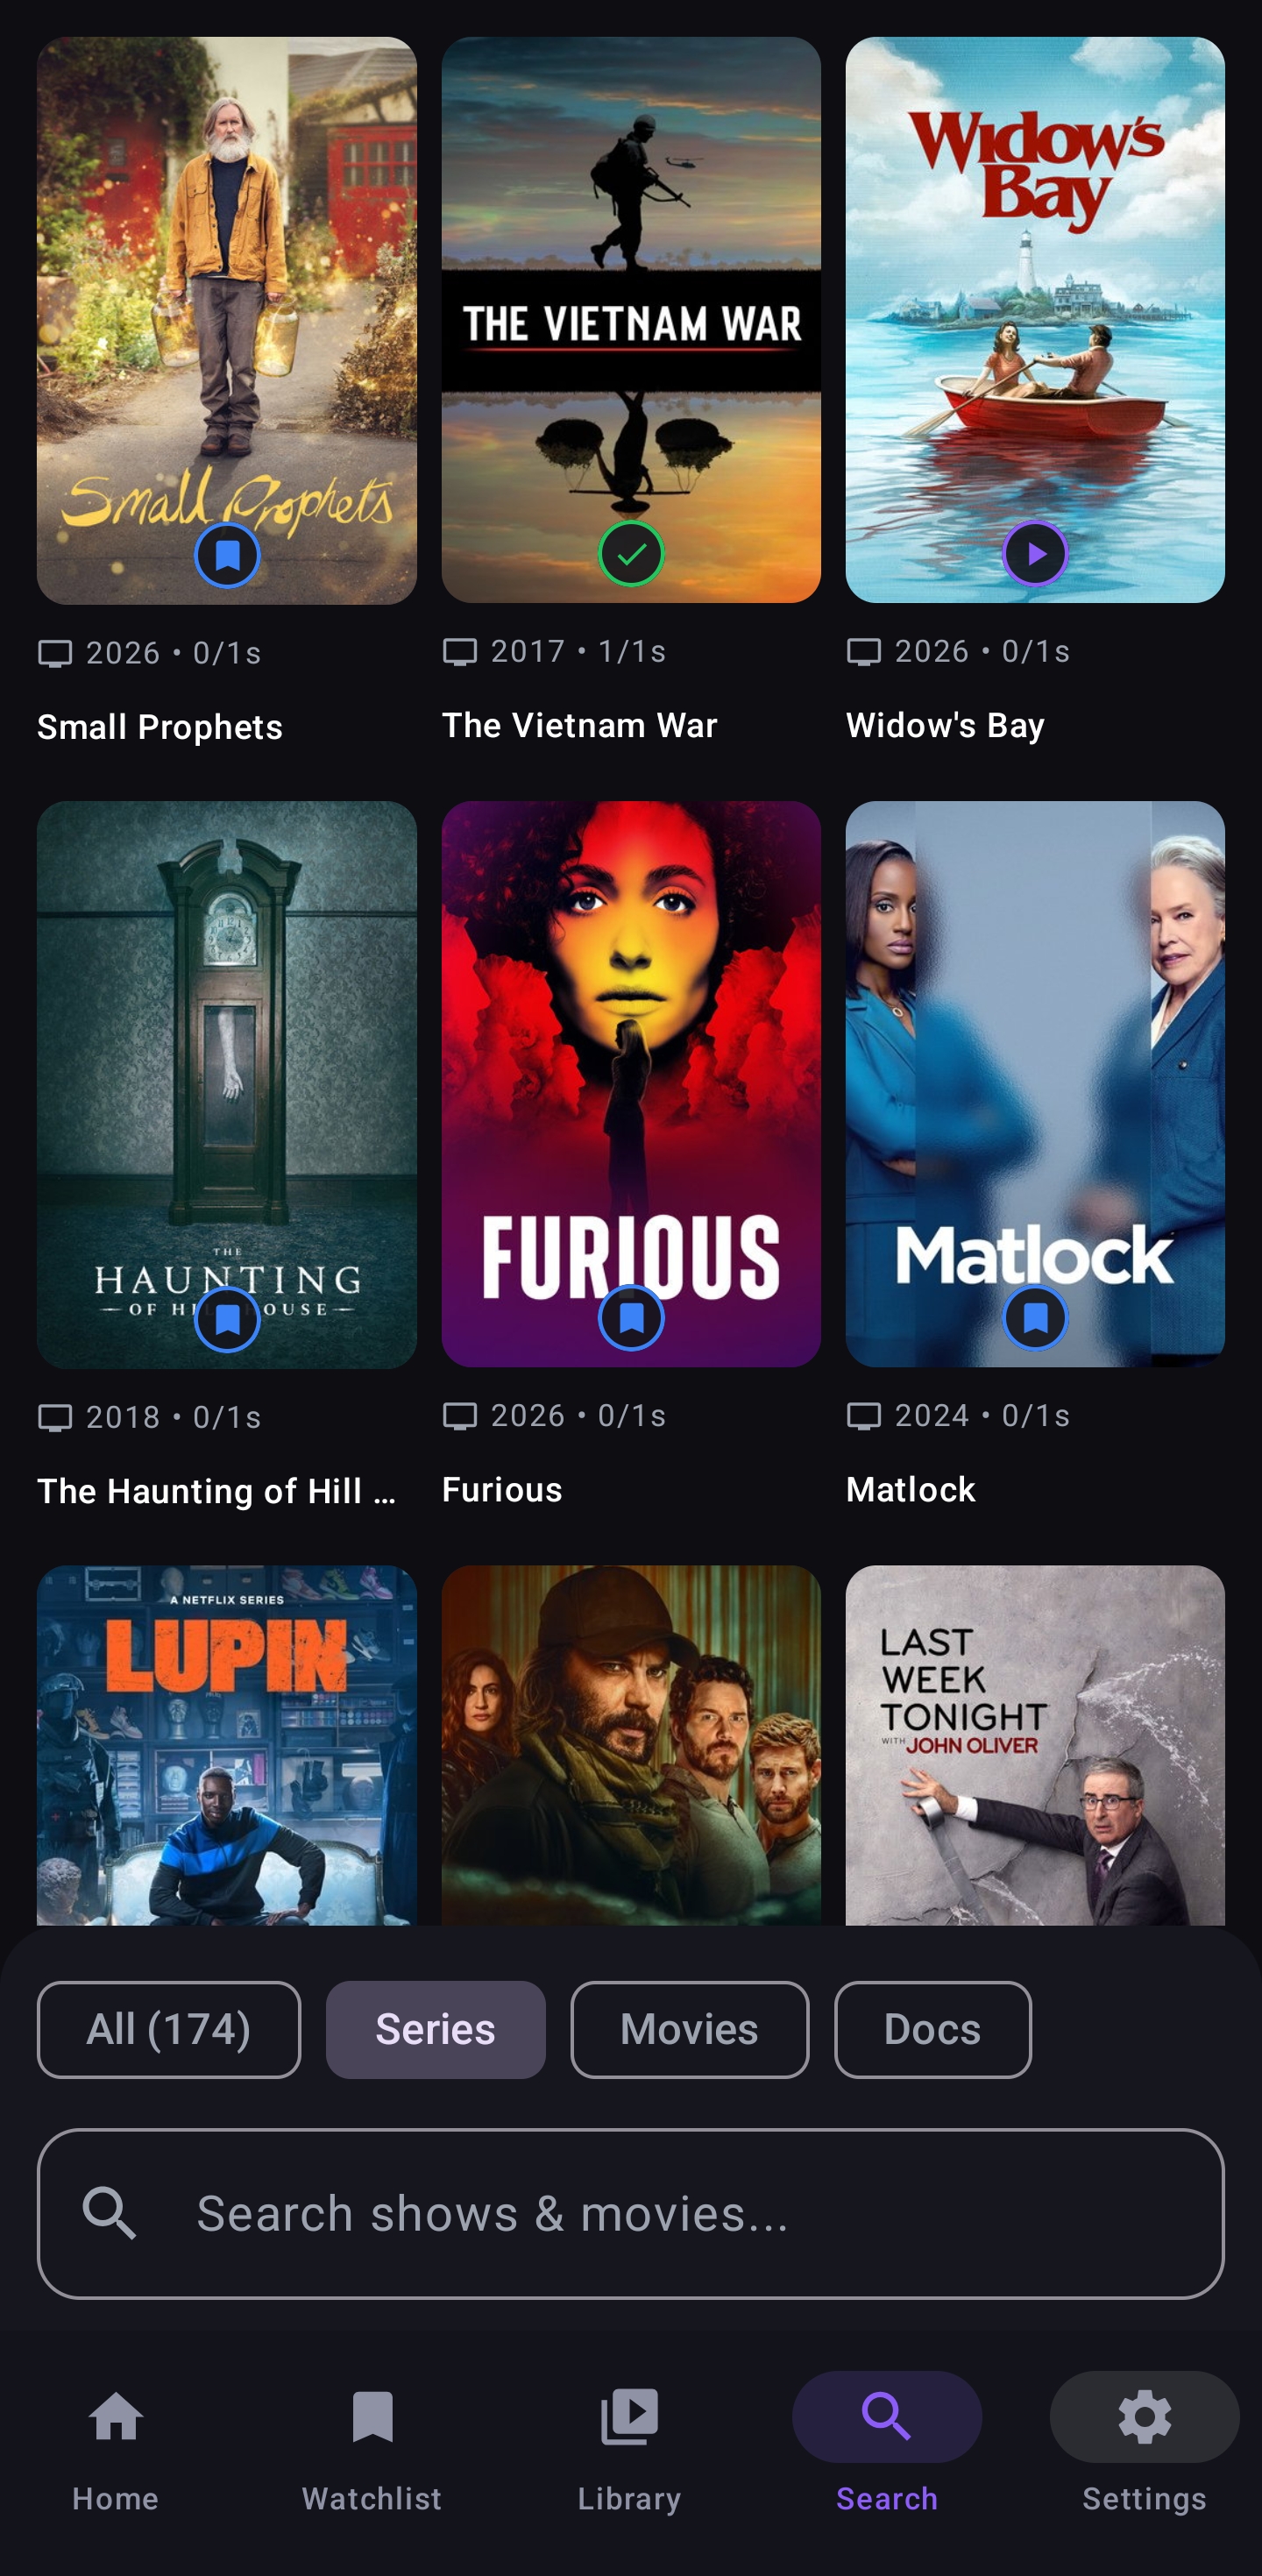 Small Prophets
THE VIETNAM WAR
Widow's
Bay
2026 • 0/1s
2017 • 1/1s
2026 • 0/1s
Small Prophets
The Vietnam War
Widow's Bay
THE
HAUNTING
OF HILL HOUSE
FURIOUS
Matlock
2018 • 0/1s
2026 • 0/1s
2024 • 0/1s
The Haunting of Hill ...
Furious
Matlock
A NETFLIX SERIES
LUPIN
LAST
WEEK
TONIGHT
WITH JOHN OLIVER
All (174)
Series
Movies
Docs
Search shows & movies...
Home
Watchlist
Library
Search
Settings